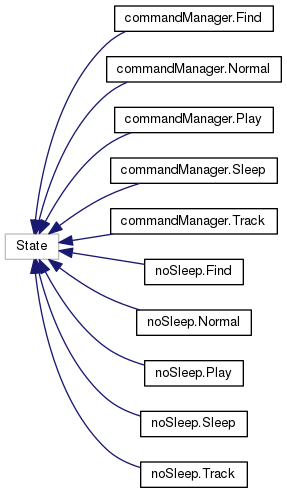 commandManager.Find
commandManager.Normal
commandManager.Play
commandManager.Sleep
commandManager.Track
State
noSleep.Find
noSleep.Normal
noSleep.Play
noSleep.Sleep
noSleep.Track